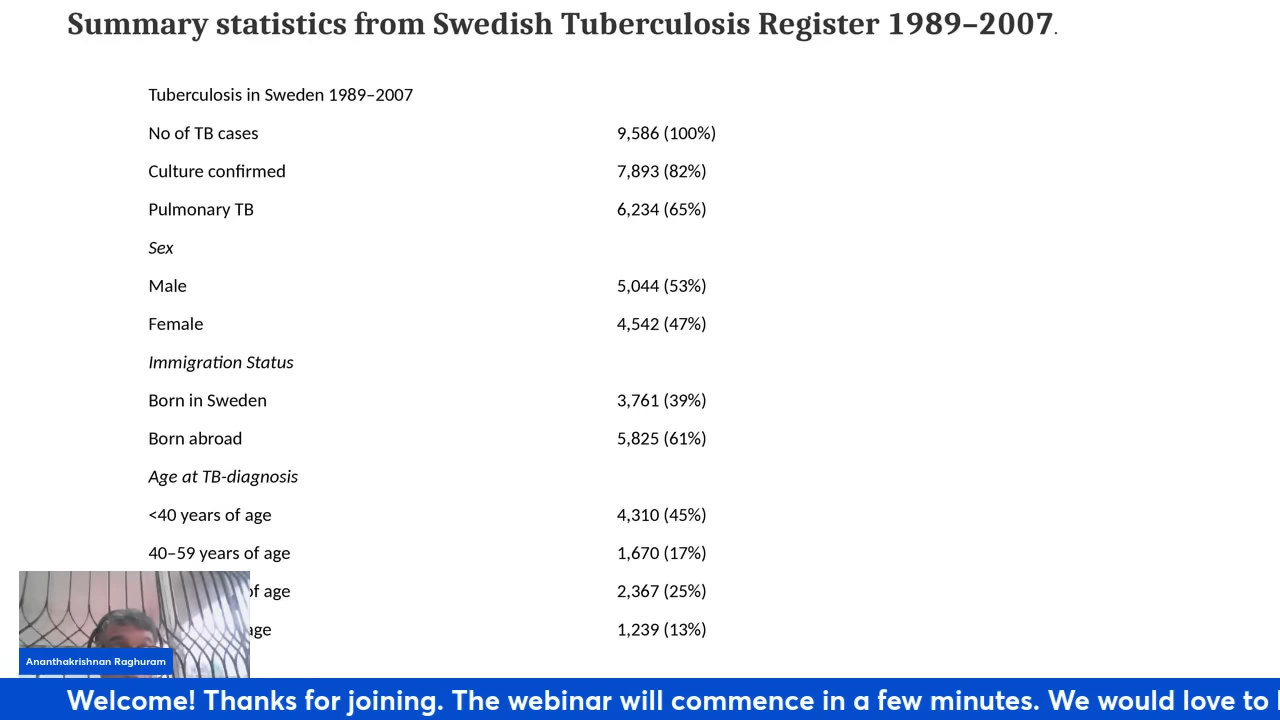 Summary statistics from Swedish Tuberculosis Register 1989–2007.
Tuberculosis in Sweden 1989–2007
No of TB cases 9,586 (100%)
Culture confirmed 7,893 (82%)
Pulmonary TB 6,234 (65%)
Sex
Male 5,044 (53%)
Female 4,542 (47%)
Immigration Status
Born in Sweden 3,761 (39%)
Born abroad 5,825 (61%)
Age at TB-diagnosis
<40 years of age 4,310 (45%)
40–59 years of age 1,670 (17%)
of age 2,367 (25%)
age 1,239 (13%)
Ananthakrishnan Raghuram
Welcome! Thanks for joining. The webinar will commence in a few minutes. We would love to